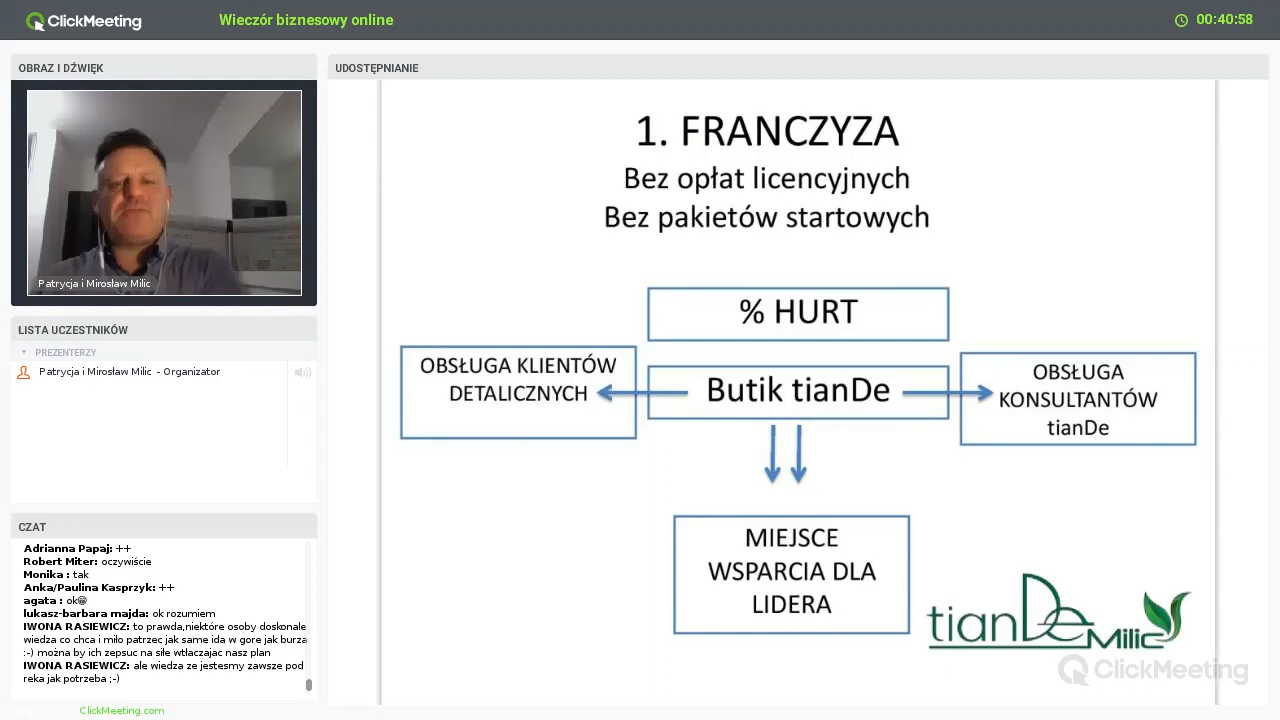 ClickMeeting
Wieczór biznesowy online
00:40:58
OBRAZ I DŹWIĘK
Patrycja i Mirosław Milic
LISTA UCZESTNIKÓW
PREZENTERZY
Patrycja i Mirosław Milic - Organizator
CZAT
Adrianna Papaj: ++
Robert Miter: oczywiście
Monika : tak
Anka/Paulina Kasprzyk: ++
agata : ok😁
lukasz-barbara majda: ok rozumiem
IWONA RASIEWICZ: to prawda,niektóre osoby doskonale
wiedza co chca i miło patrzec jak same ida w gore jak burza
:-) można by ich zepsuc na siłe wtłaczajac nasz plan
IWONA RASIEWICZ: ale wiedza ze jestesmy zawsze pod
reka jak potrzeba ;-)
ClickMeeting.com
UDOSTĘPNIANIE
1. FRANCZYZA
Bez opłat licencyjnych
Bez pakietów startowych
% HURT
OBSŁUGA KLIENTÓW
DETALICZNYCH
Butik tianDe
OBSŁUGA
KONSULTANTÓW
tianDe
MIEJSCE
WSPARCIA DLA
LIDERA
tianDe Milic
ClickMeeting